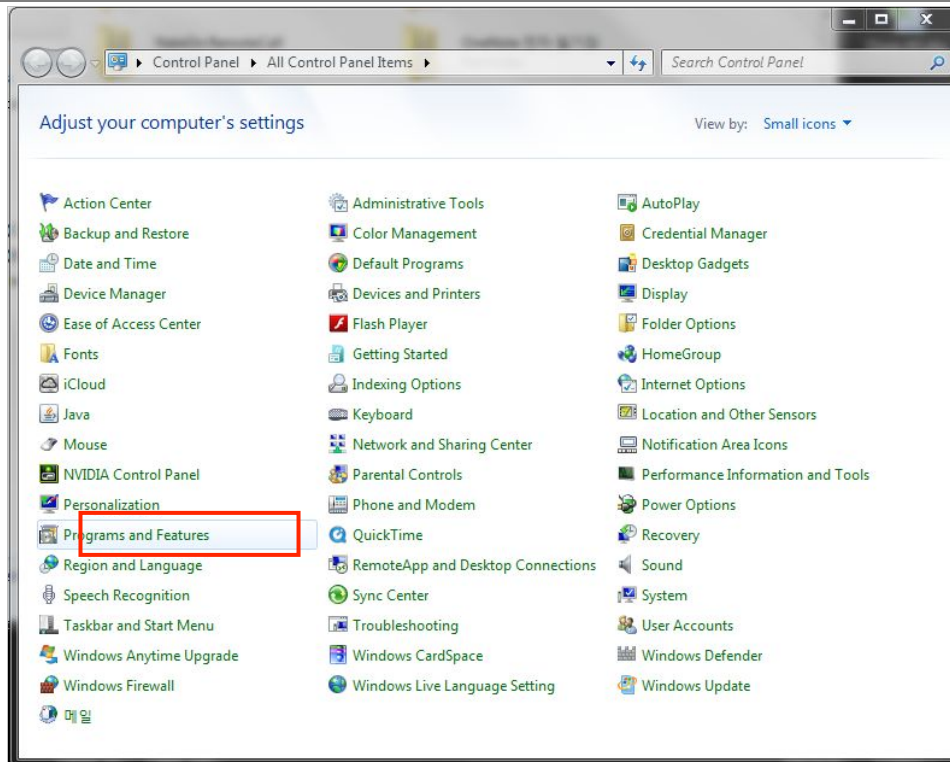 Control Panel All Control Panel Items Search Control Panel
Adjust your computer's settings View by: Small icons
Action Center Administrative Tools AutoPlay
Backup and Restore Color Management Credential Manager
Date and Time Default Programs Desktop Gadgets
Device Manager Devices and Printers Display
Ease of Access Center Flash Player Folder Options
Fonts Getting Started HomeGroup
iCloud Indexing Options Internet Options
Java Keyboard Location and Other Sensors
Mouse Network and Sharing Center Notification Area Icons
NVIDIA Control Panel Parental Controls Performance Information and Tools
Personalization Phone and Modem Power Options
Programs and Features QuickTime Recovery
Region and Language RemoteApp and Desktop Connections Sound
Speech Recognition Sync Center System
Taskbar and Start Menu Troubleshooting User Accounts
Windows Anytime Upgrade Windows CardSpace Windows Defender
Windows Firewall Windows Live Language Setting Windows Update
메일